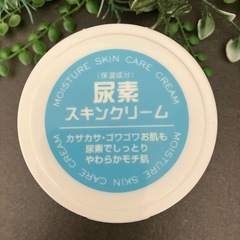 MOISTURE SKIN CARE CREAM
(保湿成分)
尿素
スキンクリーム
カサカサ・ゴワゴワお肌も
尿素でしっとり
やわらかモチ肌
MOISTURE SKIN CARE CREAM